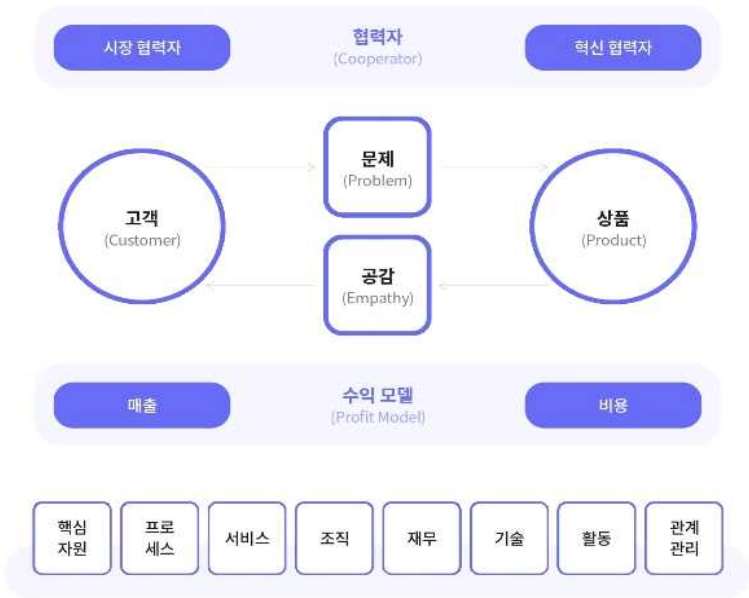 시장 협력자
협력자
(Cooperator)
혁신 협력자
문제
(Problem)
고객
(Customer)
상품
(Product)
공감
(Empathy)
매출
수익 모델
(Profit Model)
비용
핵심
자원
프로
세스
서비스
조직
재무
기술
활동
관계
관리